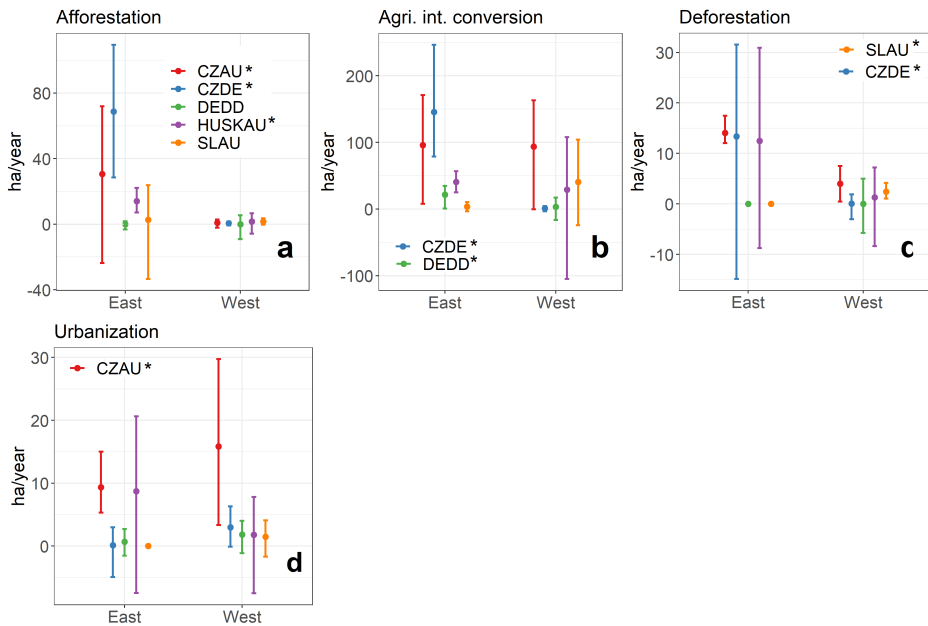 Afforestation
ha/year
80
40
0
-40
CZAU*
CZDE*
DEDD
HUSKAU*
SLAU
a
East West
Agri. int. conversion
ha/year
200
100
0
-100
CZDE*
DEDD*
b
East West
Deforestation
ha/year
30
20
10
0
-10
SLAU*
CZDE*
c
East West
Urbanization
ha/year
30
20
10
0
CZAU*
d
East West